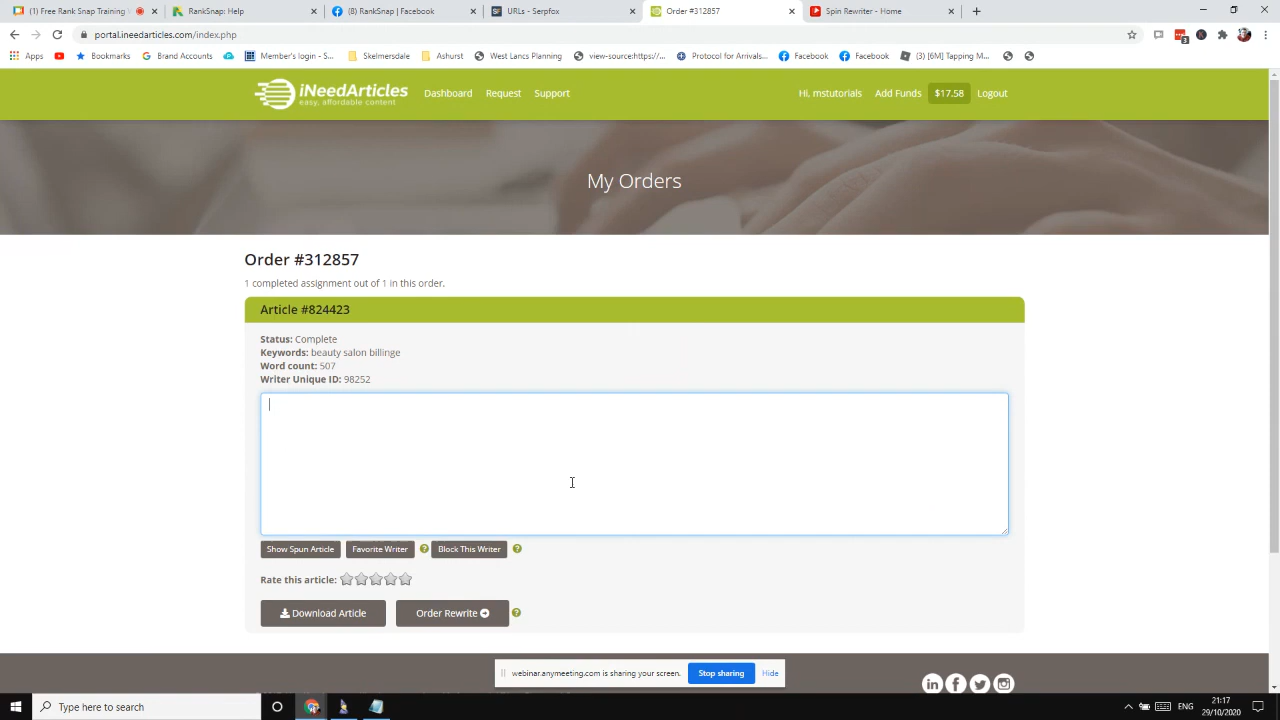 (1) Free Rank Snap Training
RankSnap: Help
(8) RankSnap | Facebook
URLs - Serpfox
Order #312857
Spin Rewriter - Home
portal.ineedarticles.com/index.php
Apps
Bookmarks
Brand Accounts
Member's login - S...
Skelmersdale
Ashurst
West Lancs Planning
view-source:https://...
Protocol for Arrivals...
Facebook
Facebook
(3) [6M] Tapping M...
iNeedArticles
easy, affordable content
Dashboard
Request
Support
Hi, mstutorials
Add Funds
$17.58
Logout
My Orders
Order #312857
1 completed assignment out of 1 in this order.
Article #824423
Status: Complete
Keywords: beauty salon billinge
Word count: 507
Writer Unique ID: 98252
Show Spun Article
Favorite Writer
?
Block This Writer
?
Rate this article:
Download Article
Order Rewrite
?
webinar.anymeeting.com is sharing your screen.
Stop sharing
Hide
Type here to search
ENG
21:17
29/10/2020